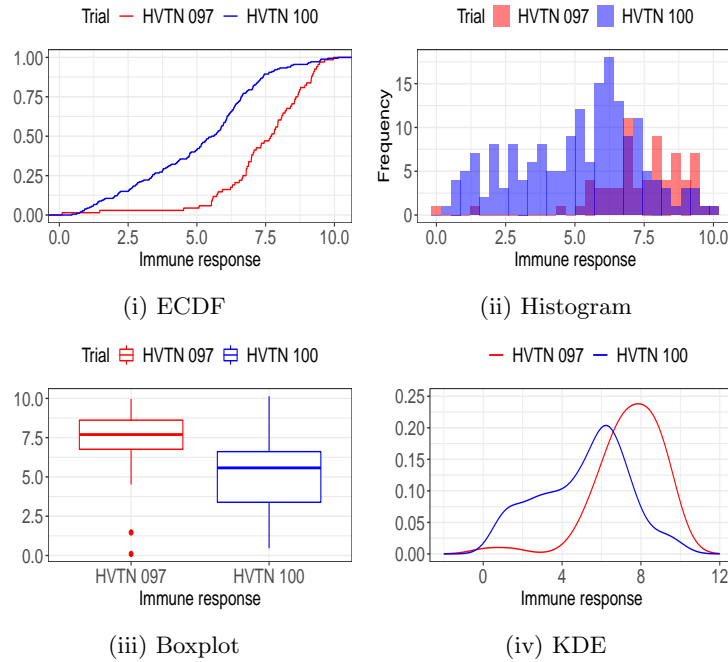 Trial HVTN 097 HVTN 100
1.00
0.75
0.50
0.25
0.00
0.0 2.5 5.0 7.5 10.0
Immune response
(i) ECDF
Trial HVTN 097 HVTN 100
Frequency
15
10
5
0
0.0 2.5 5.0 7.5 10.0
Immune response
(ii) Histogram
Trial HVTN 097 HVTN 100
10.0
7.5
5.0
2.5
0.0
HVTN 097 HVTN 100
Immune response
(iii) Boxplot
HVTN 097 HVTN 100
0.25
0.20
0.15
0.10
0.05
0.00
0 4 8 12
Immune response
(iv) KDE